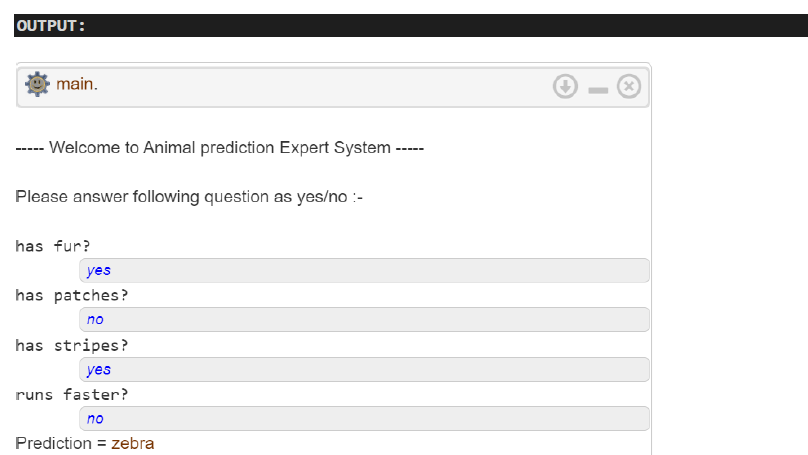 OUTPUT:
main.
----- Welcome to Animal prediction Expert System -----
Please answer following question as yes/no :-
has fur?
yes
has patches?
no
has stripes?
yes
runs faster?
no
Prediction = zebra